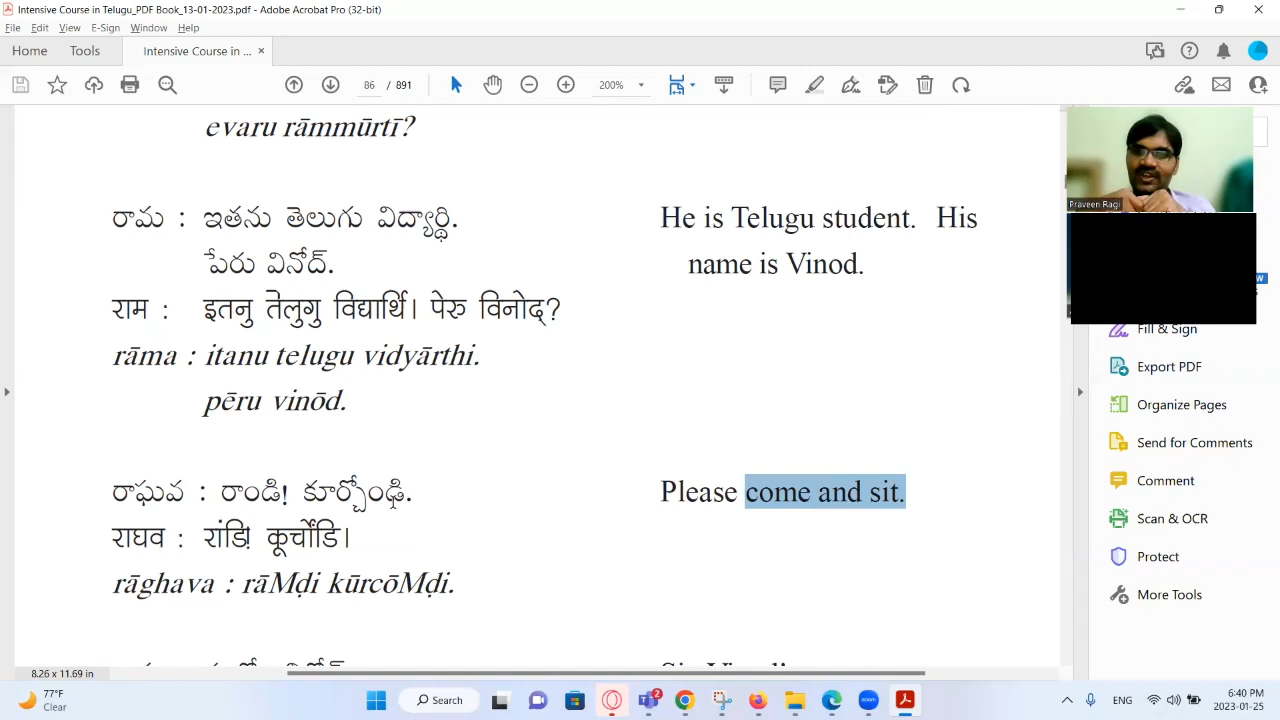 Intensive Course in Telugu_PDF Book_13-01-2023.pdf - Adobe Acrobat Pro (32-bit)
File Edit View E-Sign Window Help
Home Tools Intensive Course in ... ×
86 / 891 200%
evaru rāmmūrtī?
రామ : ఇతను తెలుగు విద్యార్థి. He is Telugu student. His
పేరు వినోద్. name is Vinod.
राम : इतनु तेलुगु विद्यार्थि। पेरु विनोद्?
rāma : itanu telugu vidyārthi.
pēru vinōd.
రాఘవ : రాండి! కూర్చోండి. Please come and sit.
राघव : रांडि! कूर्चोंडि।
rāghava : rāMḍi kūrcōMḍi.
Praveen Ragi
Fill & Sign
Export PDF
Organize Pages
Send for Comments
Comment
Scan & OCR
Protect
More Tools
8.26 x 11.69 in
77°F
Clear
Search
2
zoom
ENG
6:40 PM
2023-01-25